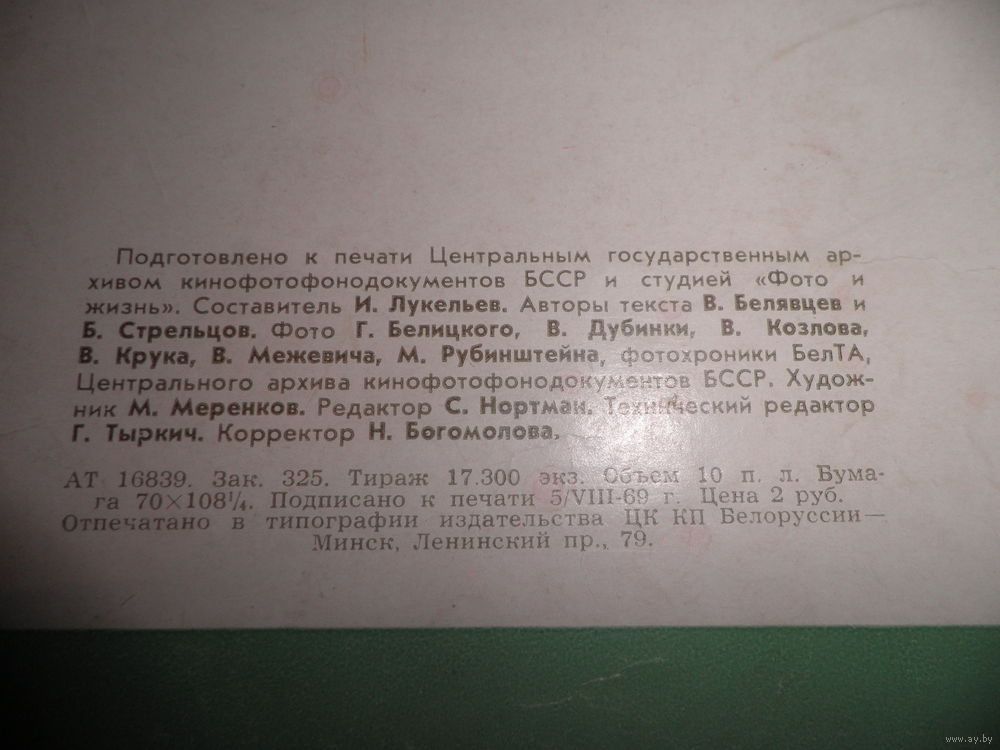 Подготовлено к печати Центральным государственным ар-
хивом кинофотофонодокументов БССР и студией «Фото и
жизнь». Составитель И. Лукельев. Авторы текста В. Белявцев и
Б. Стрельцов. Фото Г. Белицкого, В. Дубинки, В. Козлова,
В. Крука, В. Межевича, М. Рубинштейна, фотохроники БелТА,
Центрального архива кинофотофонодокументов БССР. Худож-
ник М. Меренков. Редактор С. Нортман. Технический редактор
Г. Тыркич. Корректор Н. Богомолова.
АТ 16839. Зак. 325. Тираж 17.300 экз. Объем 10 п. л. Бума-
га 70×108¹/₄. Подписано к печати 5/VIII-69 г. Цена 2 руб.
Отпечатано в типографии издательства ЦК КП Белоруссии—
Минск, Ленинский пр., 79.
www.ay.by